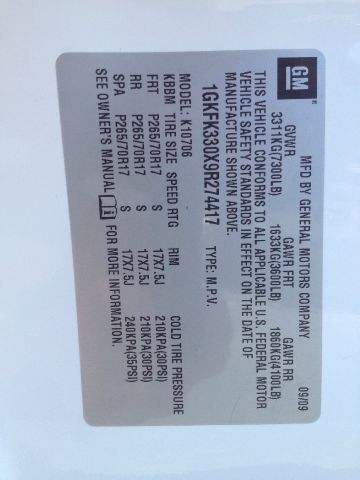 GM
MFD BY GENERAL MOTORS COMPANY 09/09
GVWR GAWR FRT GAWR RR
3311KG(7300LB) 1633KG(3600LB) 1860KG(4100LB)
THIS VEHICLE CONFORMS TO ALL APPLICABLE U.S. FEDERAL MOTOR
VEHICLE SAFETY STANDARDS IN EFFECT ON THE DATE OF
MANUFACTURE SHOWN ABOVE.
1GKFK330X9R274417 TYPE: M.P.V.
MODEL: K10706
KBBM TIRE SIZE SPEED RTG RIM COLD TIRE PRESSURE
FRT P265/70R17 S 17X7.5J 210KPA(30PSI)
RR P265/70R17 S 17X7.5J 210KPA(30PSI)
SPA P265/70R17 S 17X7.5J 240KPA(35PSI)
SEE OWNER'S MANUAL FOR MORE INFORMATION.